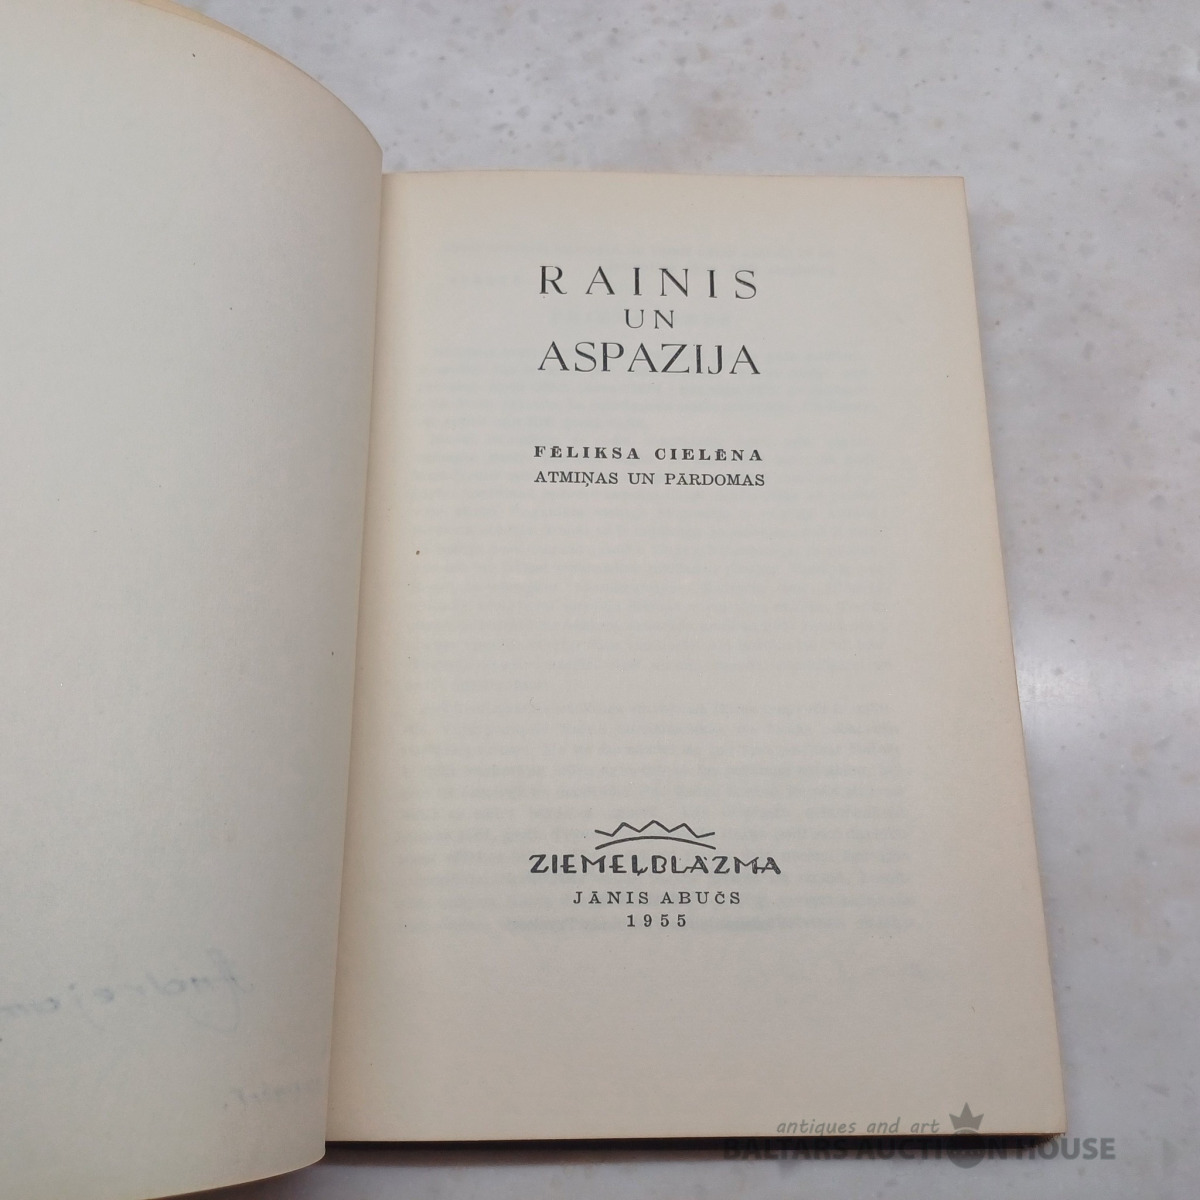 RAINIS
UN
ASPAZIJA
FĒLIKSA CIELĒNA
ATMIŅAS UN PĀRDOMAS
ZIEMEĻBLĀZMA
JĀNIS ABUČS
1955
antiques and art
BALTARS AUCTION HOUSE